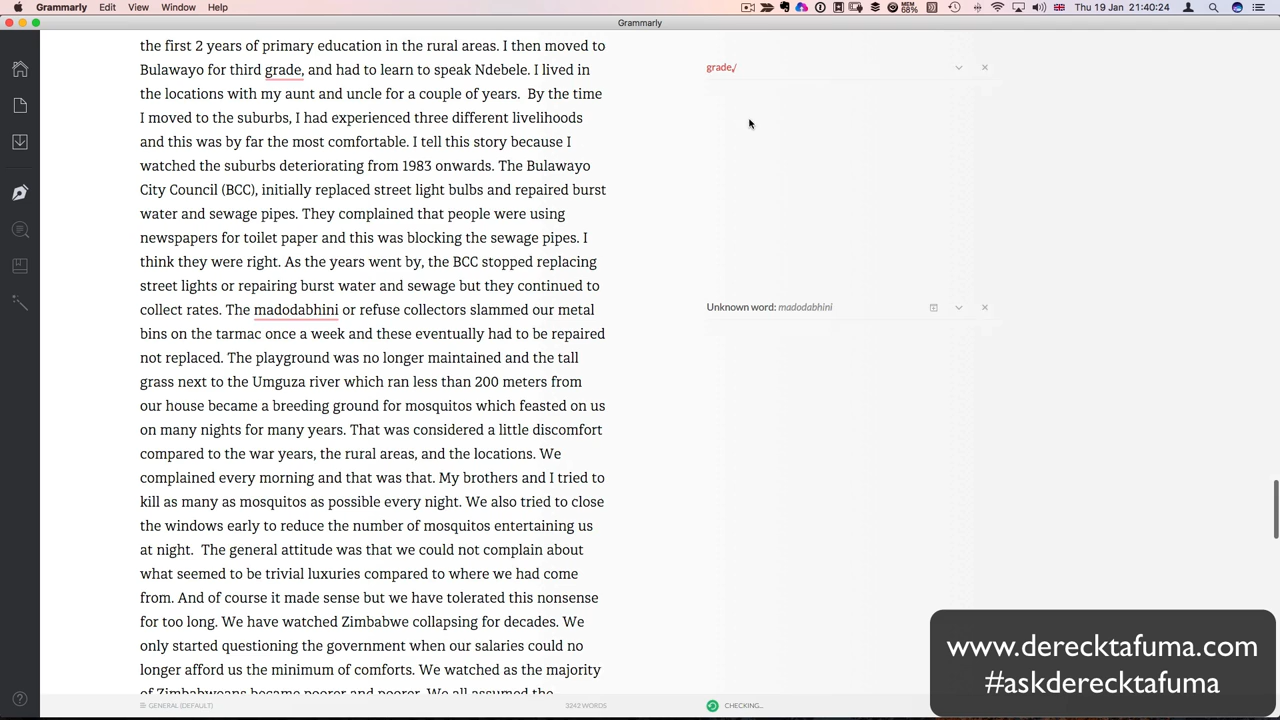 Grammarly Edit View Window Help
MEM 68%
Thu 19 Jan 21:40:24
Grammarly
the first 2 years of primary education in the rural areas. I then moved to
Bulawayo for third grade, and had to learn to speak Ndebele. I lived in
the locations with my aunt and uncle for a couple of years.  By the time
I moved to the suburbs, I had experienced three different livelihoods
and this was by far the most comfortable. I tell this story because I
watched the suburbs deteriorating from 1983 onwards. The Bulawayo
City Council (BCC), initially replaced street light bulbs and repaired burst
water and sewage pipes. They complained that people were using
newspapers for toilet paper and this was blocking the sewage pipes. I
think they were right. As the years went by, the BCC stopped replacing
street lights or repairing burst water and sewage but they continued to
collect rates. The madodabhini or refuse collectors slammed our metal
bins on the tarmac once a week and these eventually had to be repaired
not replaced. The playground was no longer maintained and the tall
grass next to the Umguza river which ran less than 200 meters from
our house became a breeding ground for mosquitos which feasted on us
on many nights for many years. That was considered a little discomfort
compared to the war years, the rural areas, and the locations. We
complained every morning and that was that. My brothers and I tried to
kill as many as mosquitos as possible every night. We also tried to close
the windows early to reduce the number of mosquitos entertaining us
at night.  The general attitude was that we could not complain about
what seemed to be trivial luxuries compared to where we had come
from. And of course it made sense but we have tolerated this nonsense
for too long. We have watched Zimbabwe collapsing for decades. We
only started questioning the government when our salaries could no
longer afford us the minimum of comforts. We watched as the majority
of Zimbabweans became poorer and poorer. We all assumed the
grade,/
Unknown word: madodabhini
GENERAL (DEFAULT)
3242 WORDS
CHECKING...
www.derecktafuma.com
#askderecktafuma